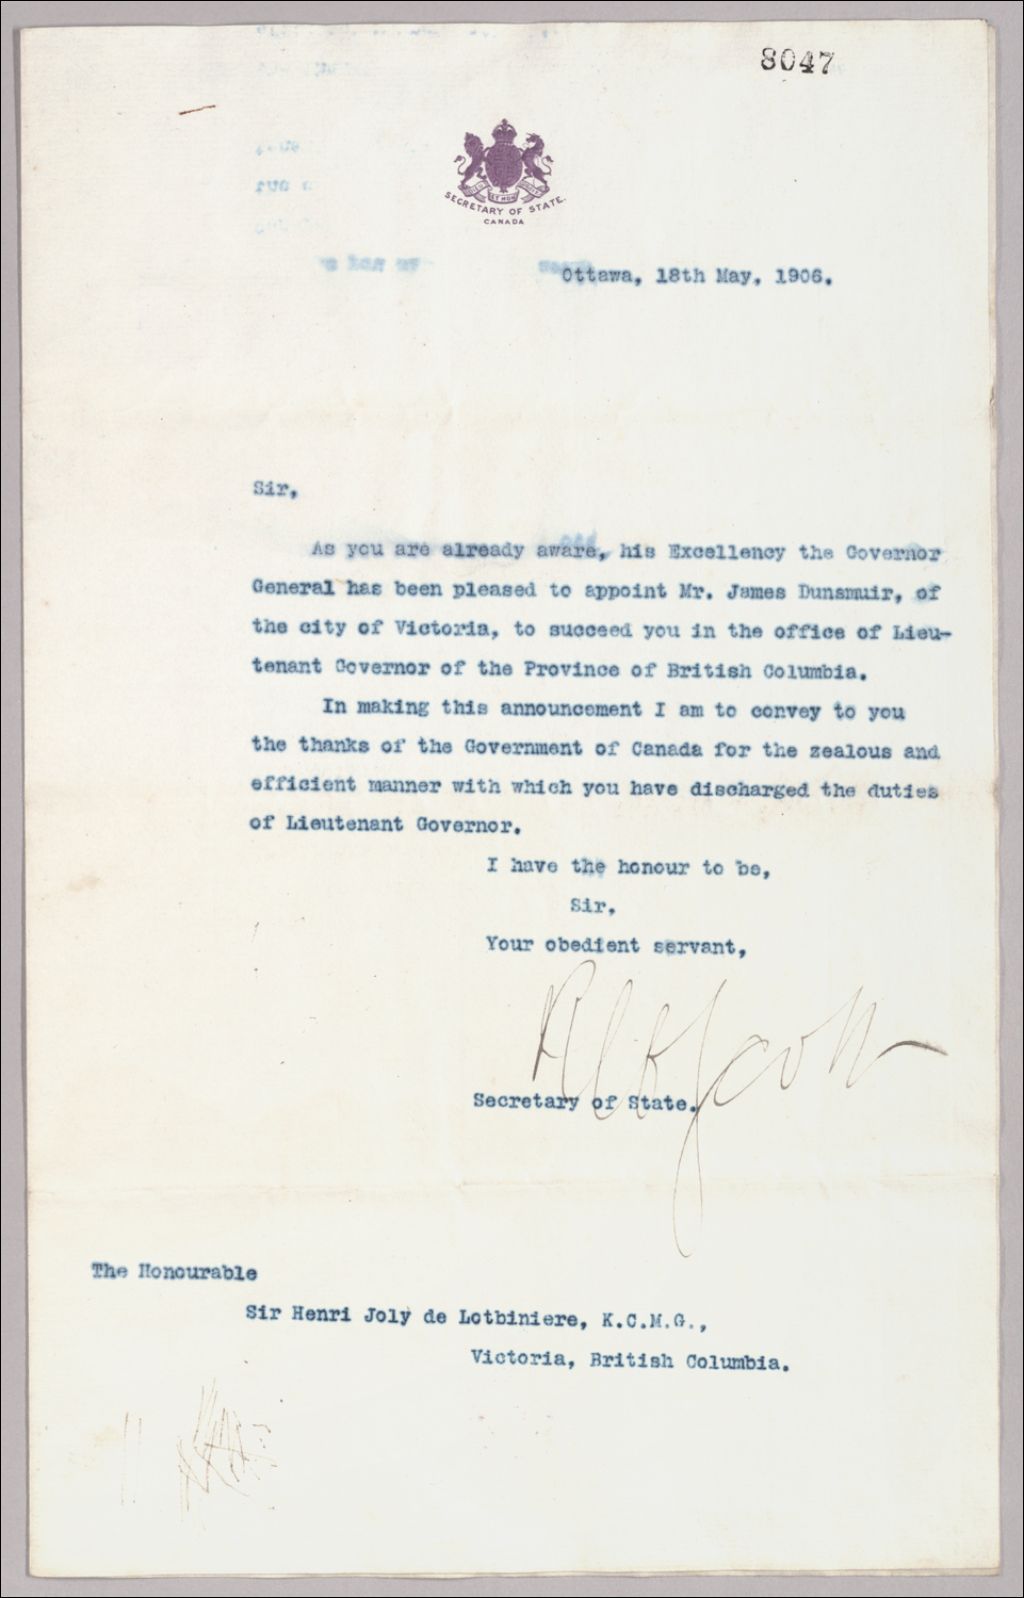 8047
SECRETARY OF STATE.
CANADA
Ottawa, 18th May, 1906.
Sir,
As you are already aware, his Excellency the Governor
General has been pleased to appoint Mr. James Dunsmuir, of
the city of Victoria, to succeed you in the office of Lieu-
tenant Governor of the Province of British Columbia.
In making this announcement I am to convey to you
the thanks of the Government of Canada for the zealous and
efficient manner with which you have discharged the duties
of Lieutenant Governor.
I have the honour to be,
Sir,
Your obedient servant,
Scott
Secretary of State.
The Honourable
Sir Henri Joly de Lotbiniere, K.C.M.G.,
Victoria, British Columbia.